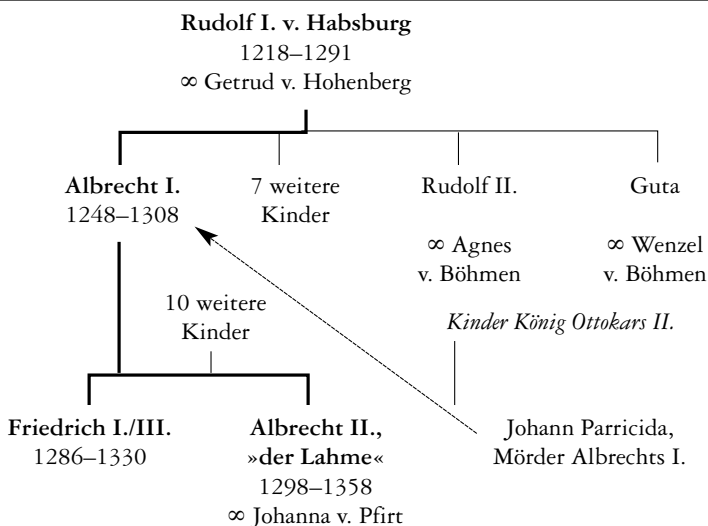 Rudolf I. v. Habsburg
1218–1291
∞ Getrud v. Hohenberg
Albrecht I.
1248–1308
7 weitere
Kinder
Rudolf II.
∞ Agnes
v. Böhmen
Guta
∞ Wenzel
v. Böhmen
Kinder König Ottokars II.
10 weitere
Kinder
Friedrich I./III.
1286–1330
Albrecht II.,
»der Lahme«
1298–1358
∞ Johanna v. Pfirt
Johann Parricida,
Mörder Albrechts I.